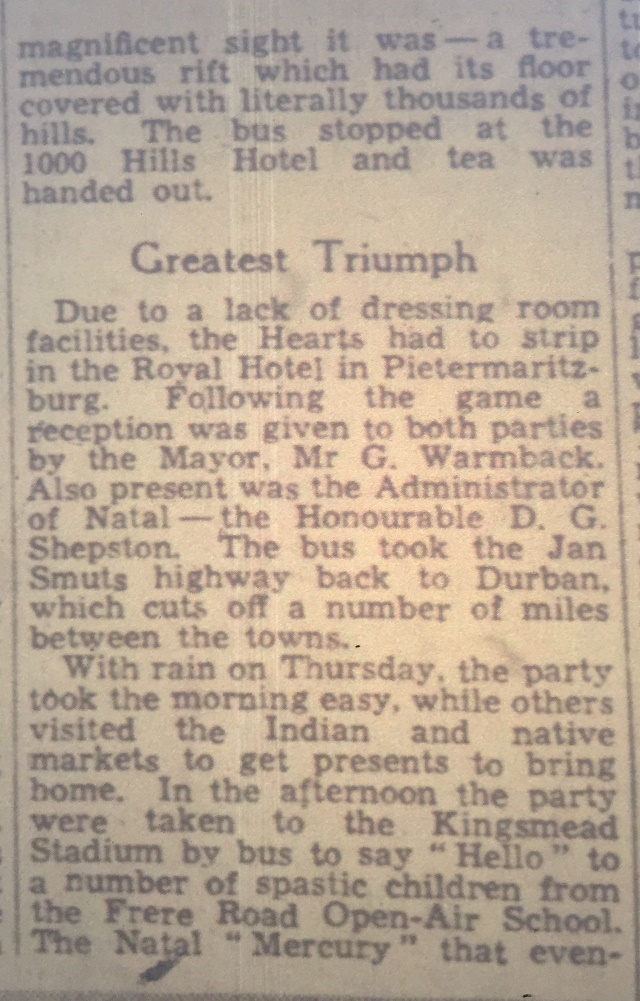 magnificent sight it was — a tre-
mendous rift which had its floor
covered with literally thousands of
hills. The bus stopped at the
1000 Hills Hotel and tea was
handed out.
Greatest Triumph
Due to a lack of dressing room
facilities, the Hearts had to strip
in the Royal Hotel in Pietermaritz-
burg. Following the game a
reception was given to both parties
by the Mayor, Mr G. Warmback.
Also present was the Administrator
of Natal — the Honourable D. G.
Shepston. The bus took the Jan
Smuts highway back to Durban,
which cuts off a number of miles
between the towns.
With rain on Thursday, the party
took the morning easy, while others
visited the Indian and native
markets to get presents to bring
home. In the afternoon the party
were taken to the Kingsmead
Stadium by bus to say "Hello" to
a number of spastic children from
the Frere Road Open-Air School.
The Natal "Mercury" that even-